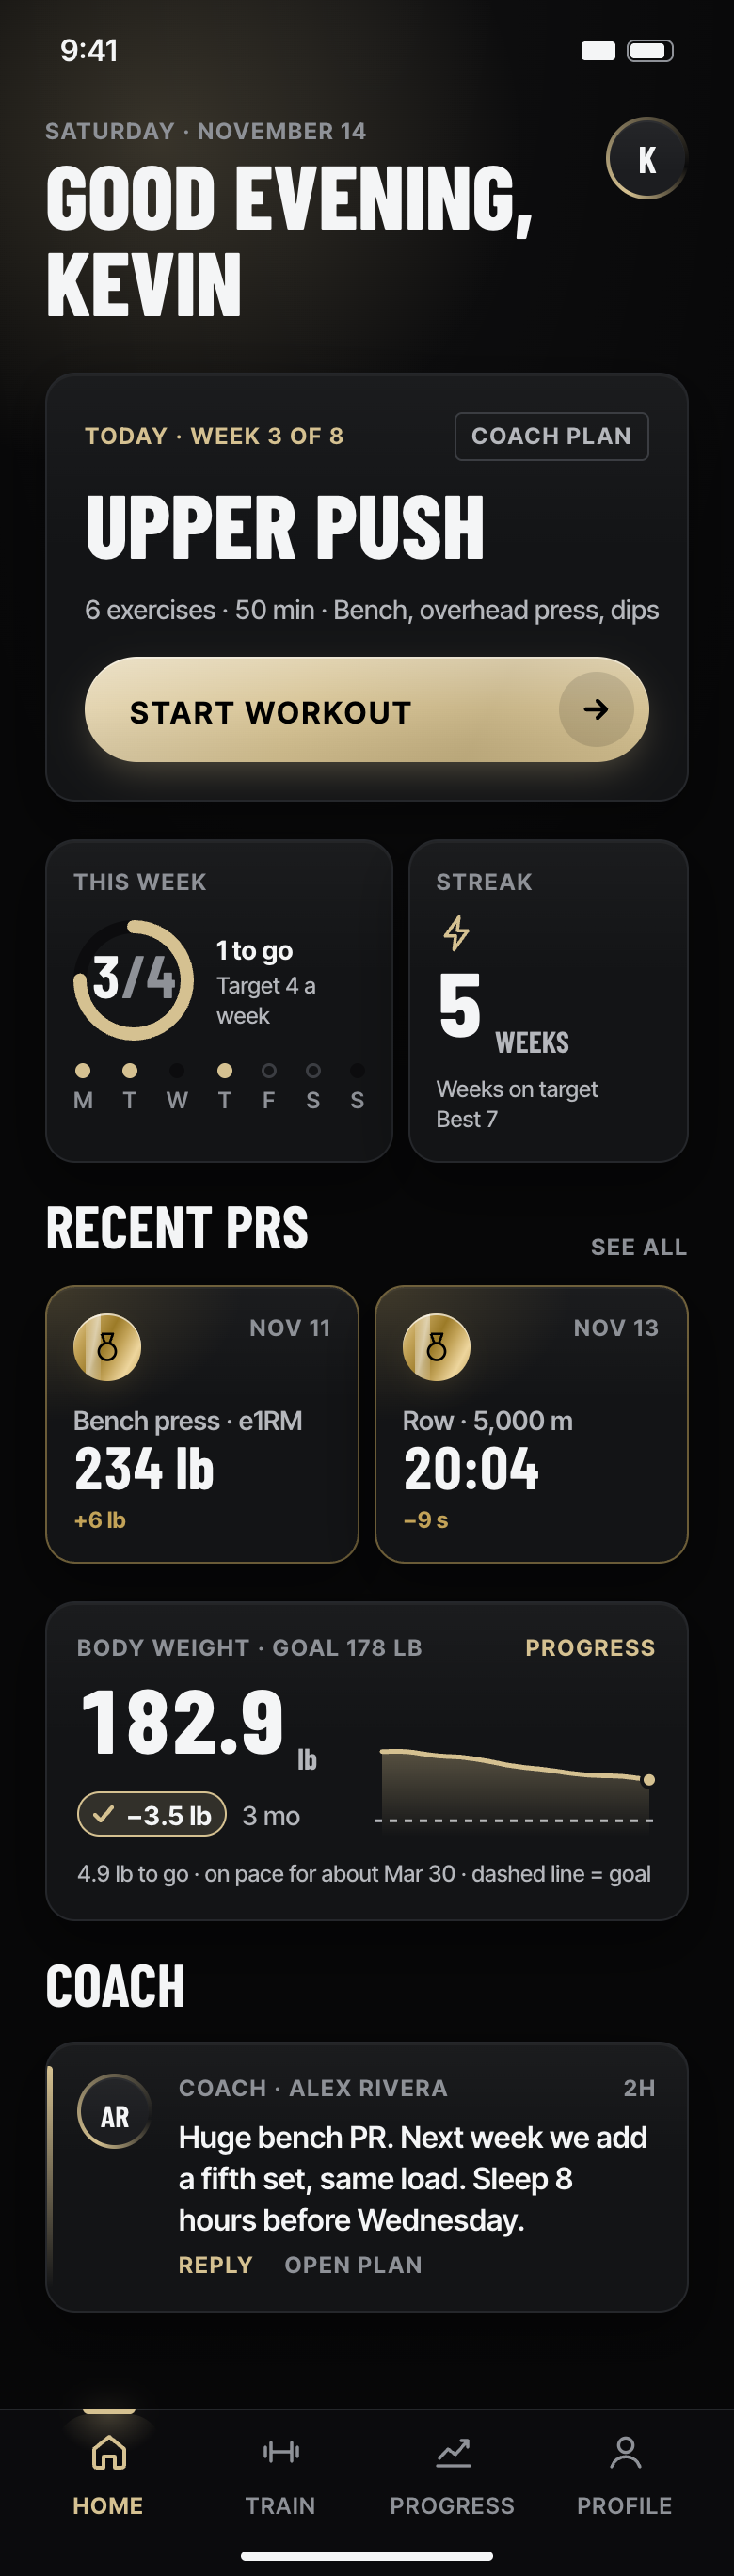 9:41
SATURDAY · NOVEMBER 14
GOOD EVENING,
KEVIN
K
TODAY · WEEK 3 OF 8
COACH PLAN
UPPER PUSH
6 exercises · 50 min · Bench, overhead press, dips
START WORKOUT
THIS WEEK
3/4
1 to go
Target 4 a
week
M T W T F S S
STREAK
5 WEEKS
Weeks on target
Best 7
RECENT PRS
SEE ALL
NOV 11
Bench press · e1RM
234 lb
+6 lb
NOV 13
Row · 5,000 m
20:04
−9 s
BODY WEIGHT · GOAL 178 LB
PROGRESS
182.9 lb
−3.5 lb
3 mo
4.9 lb to go · on pace for about Mar 30 · dashed line = goal
COACH
AR
COACH · ALEX RIVERA
2H
Huge bench PR. Next week we add
a fifth set, same load. Sleep 8
hours before Wednesday.
REPLY
OPEN PLAN
HOME
TRAIN
PROGRESS
PROFILE